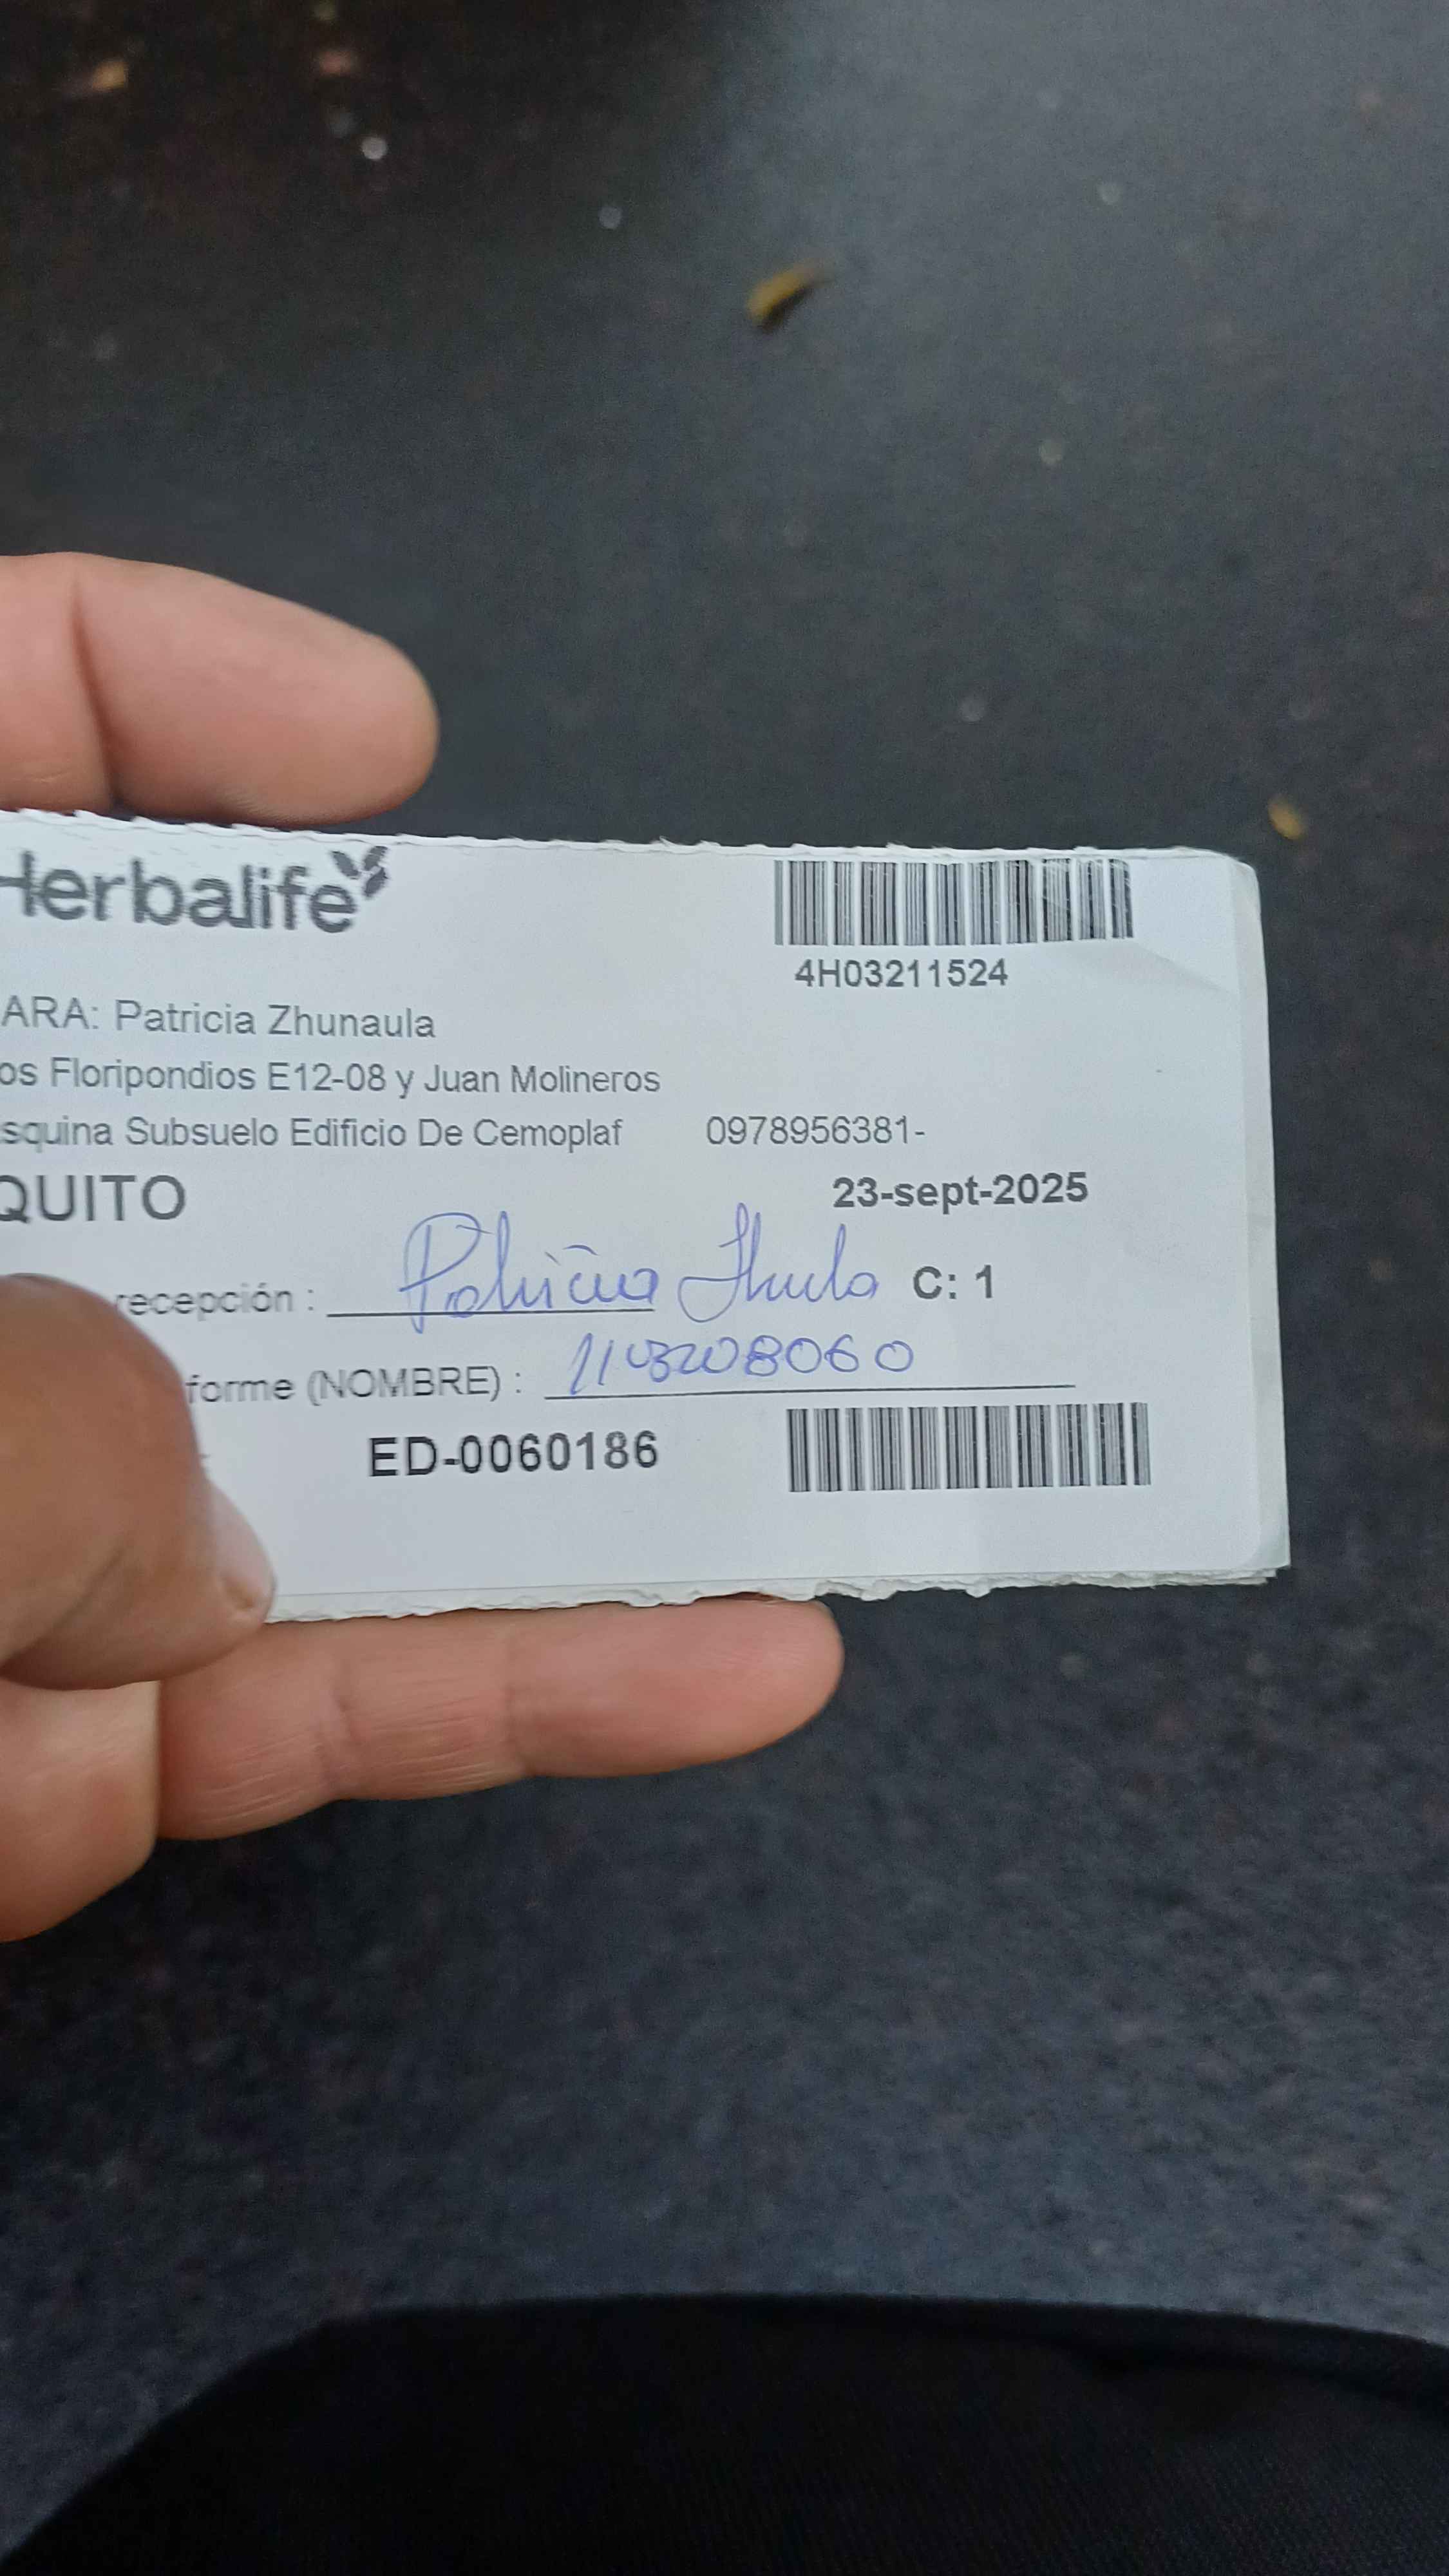 Herbalife
4H03211524
ARA: Patricia Zhunaula
os Floripondios E12-08 y Juan Molineros
squina Subsuelo Edificio De Cemoplaf 0978956381-
QUITO 23-sept-2025
recepción : Patricia C: 1
forme (NOMBRE) :
ED-0060186